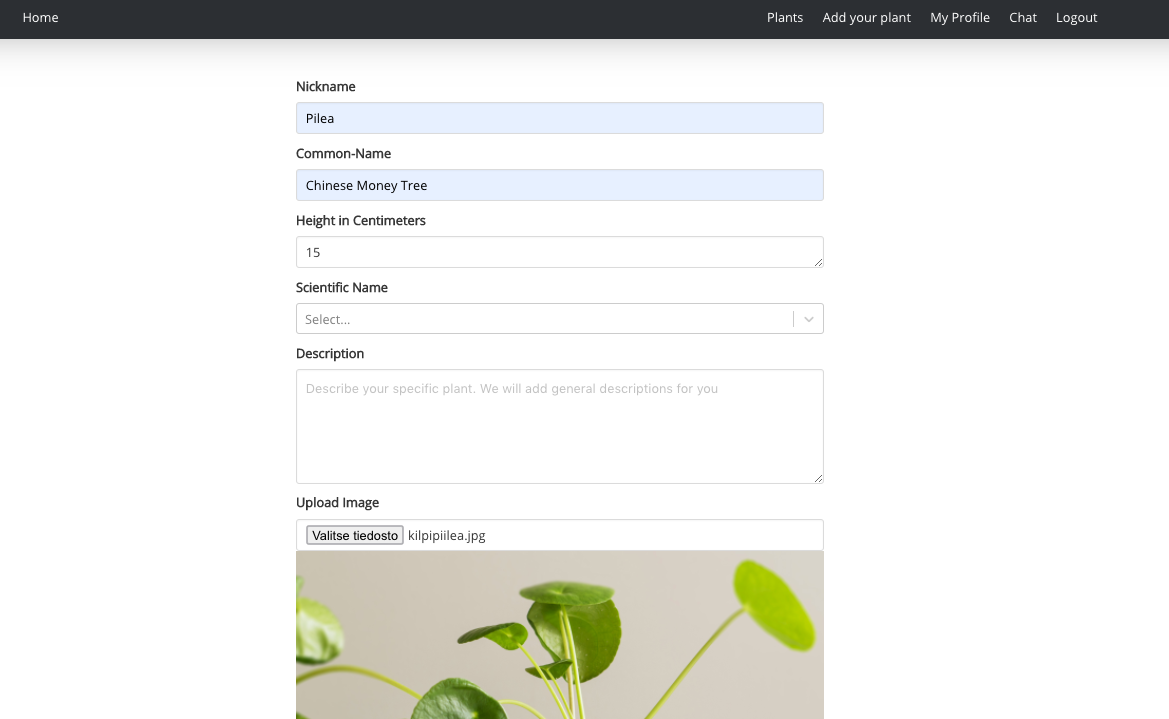 Home Plants Add your plant My Profile Chat Logout
Nickname
Pilea
Common-Name
Chinese Money Tree
Height in Centimeters
15
Scientific Name
Select...
Description
Describe your specific plant. We will add general descriptions for you
Upload Image
Valitse tiedosto kilpipiilea.jpg